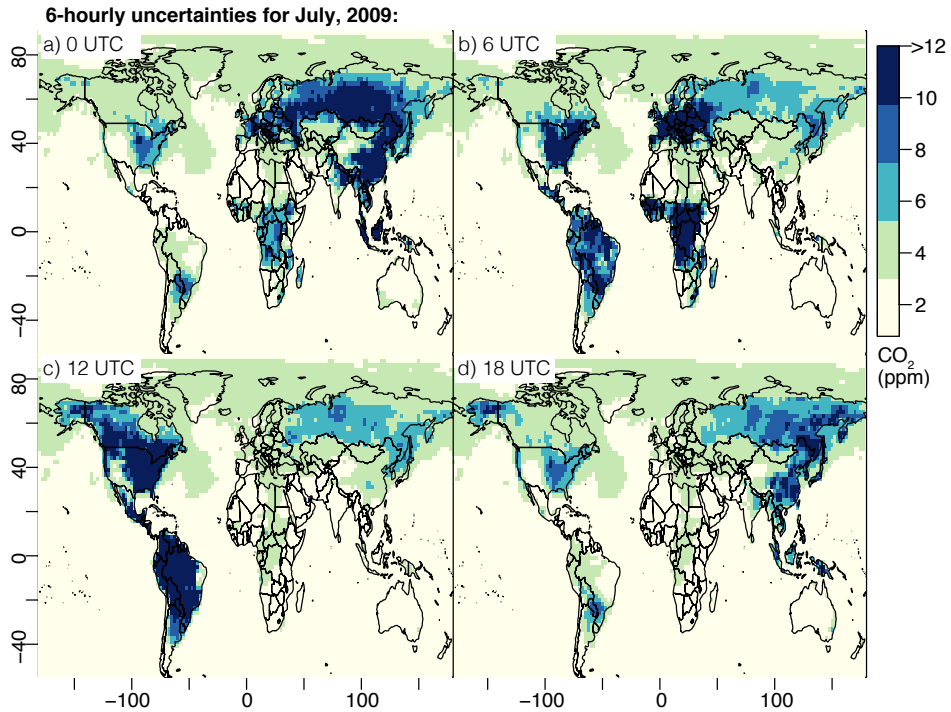 6-hourly uncertainties for July, 2009:
a) 0 UTC
b) 6 UTC
80
40
0
−40
>12
10
8
6
4
2
CO2
(ppm)
c) 12 UTC
d) 18 UTC
80
40
0
−40
−100 0 100
−100 0 100